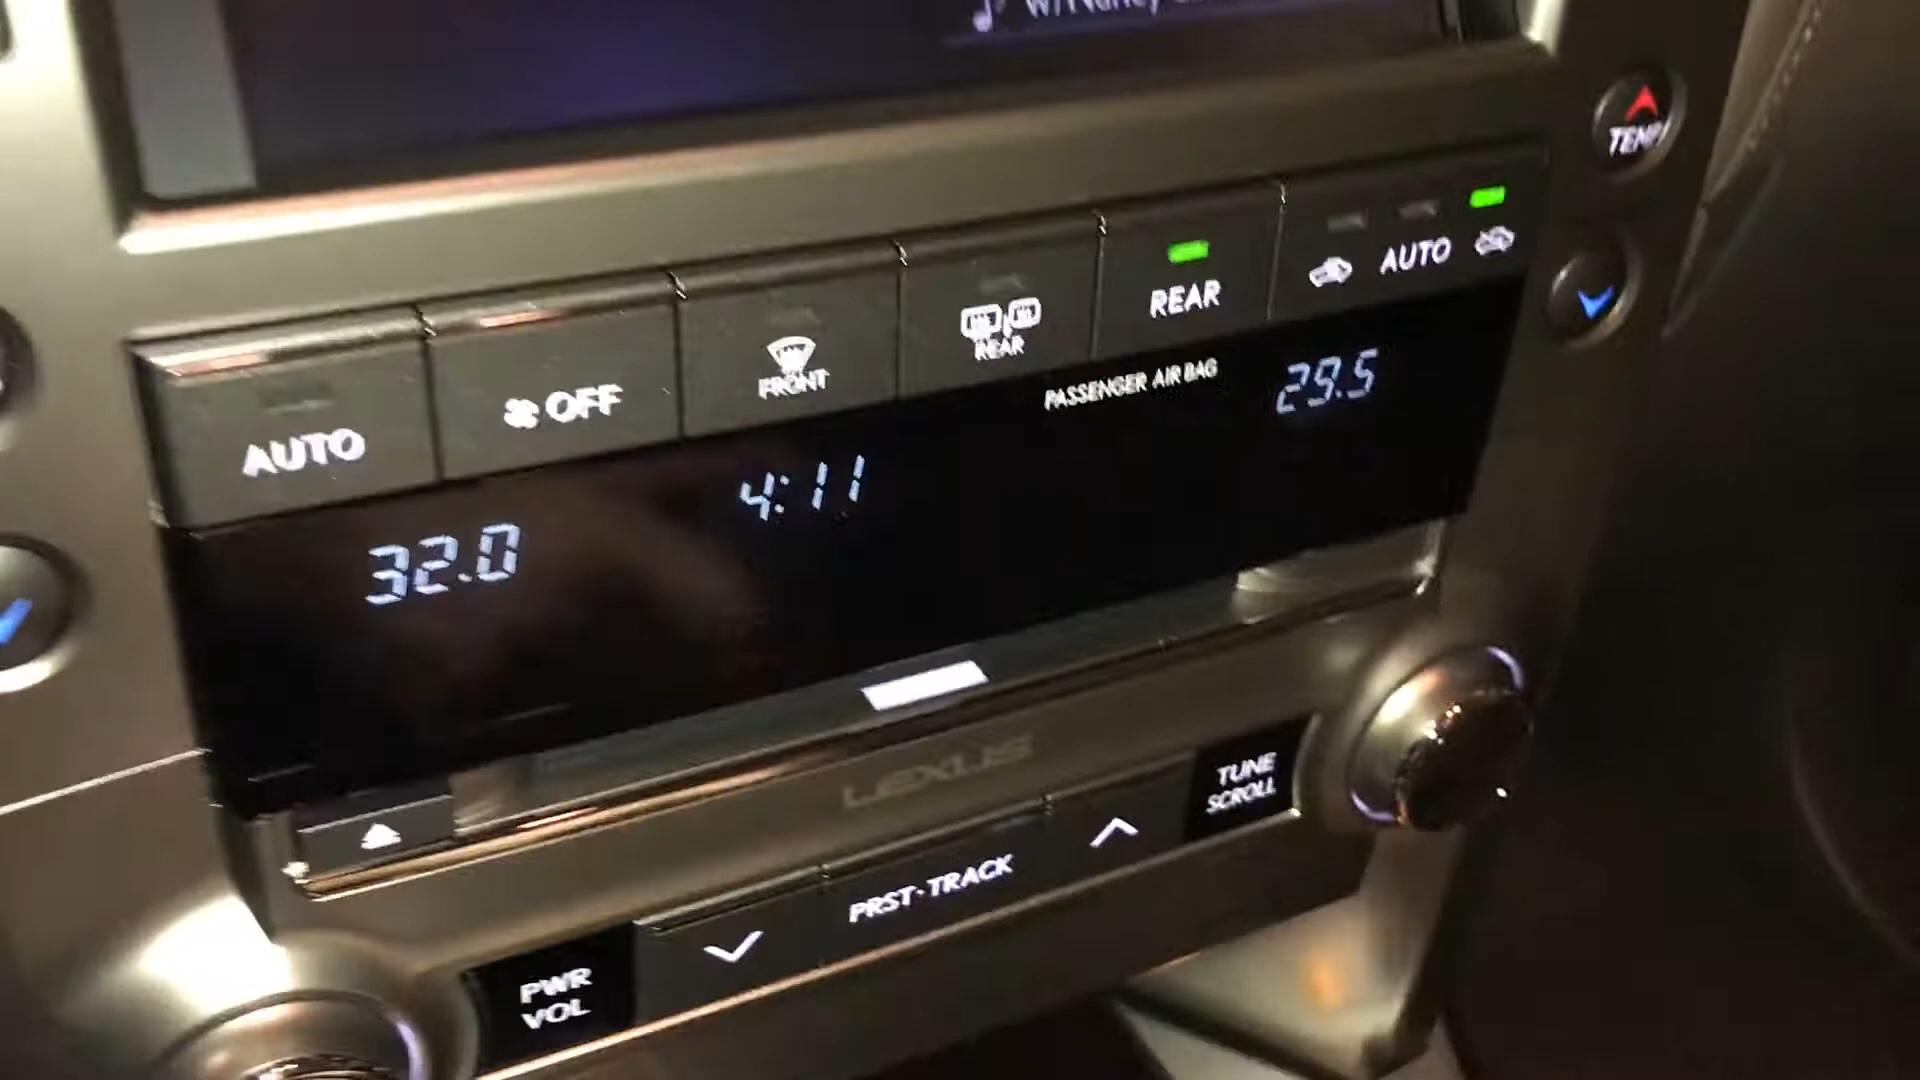 TEMP
AUTO
OFF
FRONT
REAR
REAR
AUTO
PASSENGER AIR BAG
32.0
4:11
29.5
LEXUS
PWR
VOL
PRST·TRACK
TUNE
SCROLL